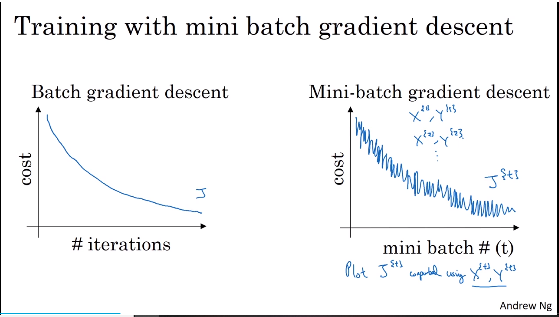 Training with mini batch gradient descent
Batch gradient descent
cost
J
# iterations
Mini-batch gradient descent
X^{1}, Y^{1}
X^{2}, Y^{2}
⋮
J^{t}
cost
mini batch # (t)
Plot J^{t} computed using X^{t}, Y^{t}
Andrew Ng